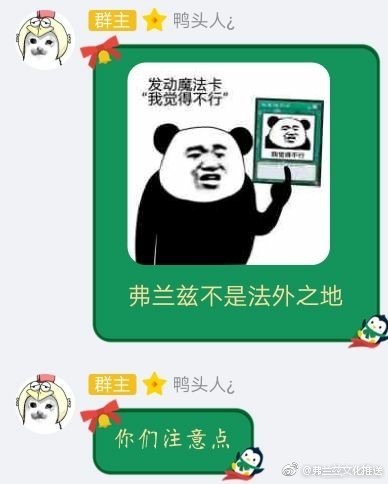 群主 鸭头人¿
发动魔法卡
“我觉得不行”
我觉得不行
弗兰兹不是法外之地
群主 鸭头人¿
你们注意点
@弗兰兹文化推进